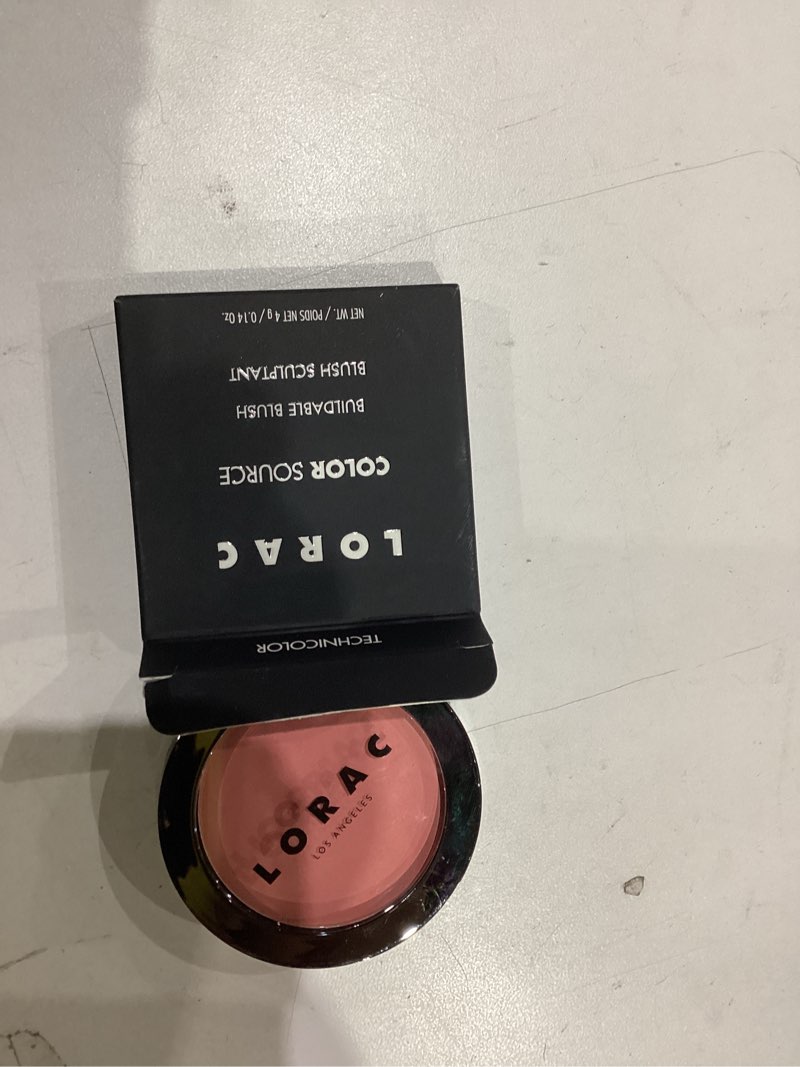 TECHNICOLOR
LORAC
COLOR SOURCE
BUILDABLE BLUSH
BLUSH SCULPTANT
NET WT. / POIDS NET 4 g / 0.14 Oz.
LORAC
LOS ANGELES